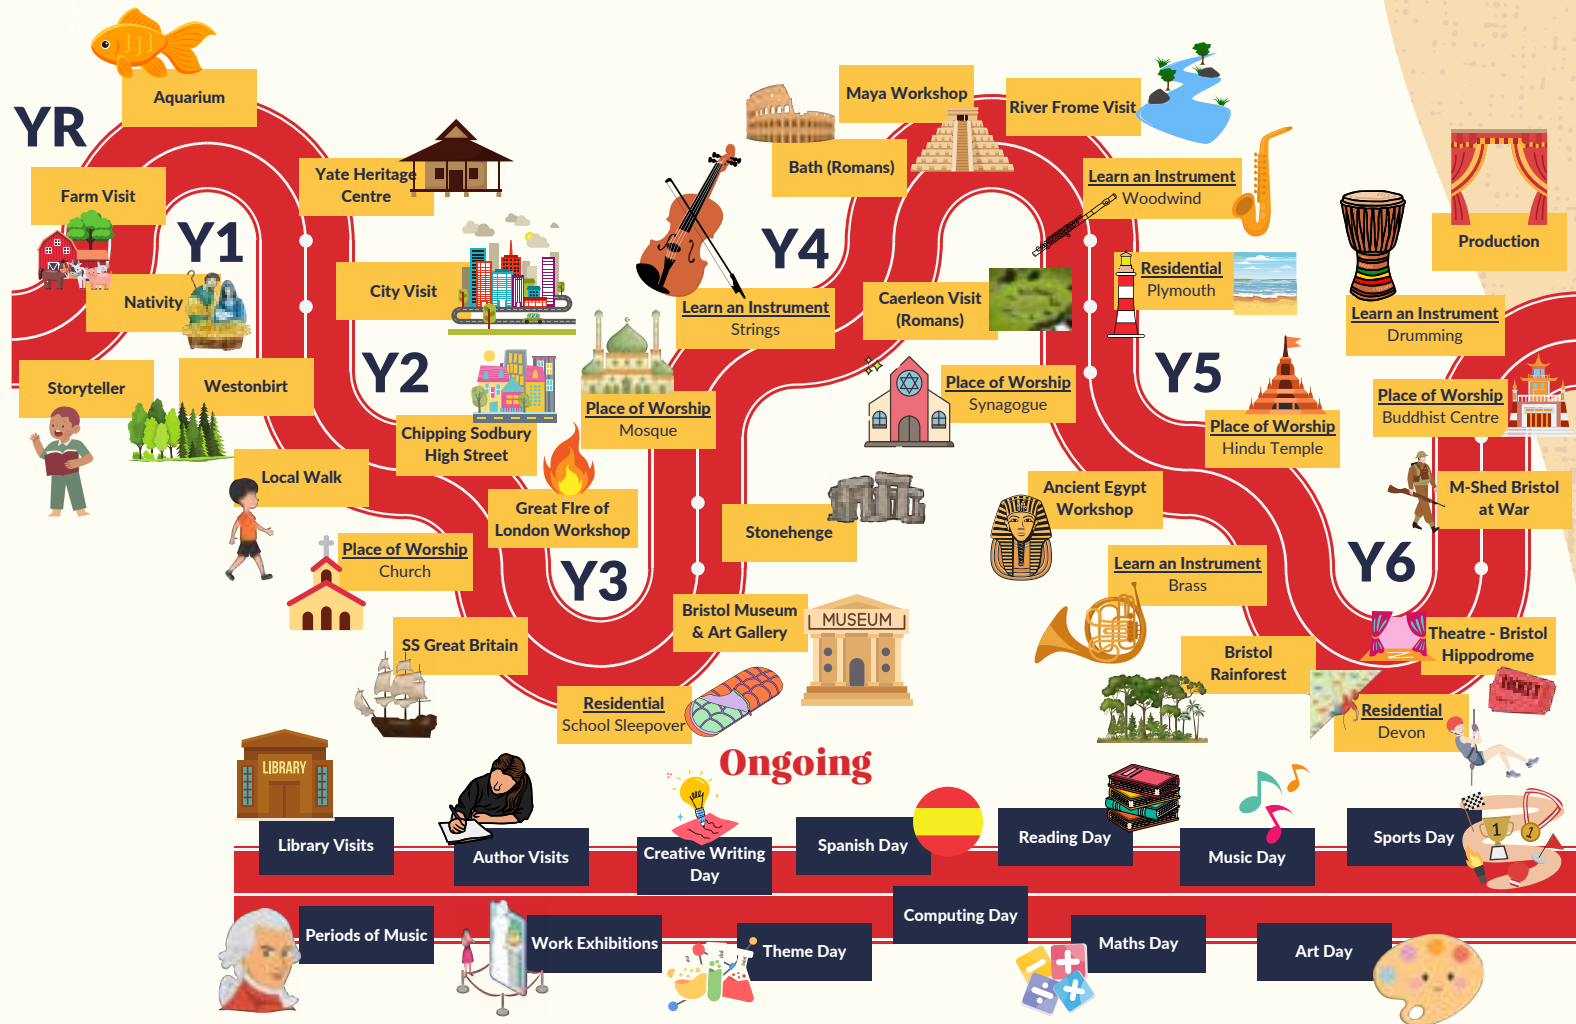 YR
Aquarium
Farm Visit
Nativity
Storyteller
Y1
Westonbirt
Local Walk
Place of Worship
Church
SS Great Britain
Yate Heritage
Centre
City Visit
Y2
Chipping Sodbury
High Street
Great FIre of
London Workshop
Y3
Residential
School Sleepover
Bristol Museum
& Art Gallery
MUSEUM
Stonehenge
Place of Worship
Mosque
Learn an Instrument
Strings
Y4
Bath (Romans)
Maya Workshop
River Frome Visit
Caerleon Visit
(Romans)
Place of Worship
Synagogue
Learn an Instrument
Woodwind
Residential
Plymouth
Y5
Place of Worship
Hindu Temple
Ancient Egypt
Workshop
Learn an Instrument
Brass
Bristol
Rainforest
Residential
Devon
Y6
Theatre - Bristol
Hippodrome
M-Shed Bristol
at War
Place of Worship
Buddhist Centre
Learn an Instrument
Drumming
Production
Ongoing
LIBRARY
Library Visits
Author Visits
Creative Writing
Day
Spanish Day
Reading Day
Music Day
Sports Day
1
1
Periods of Music
Work Exhibitions
Theme Day
Computing Day
Maths Day
Art Day